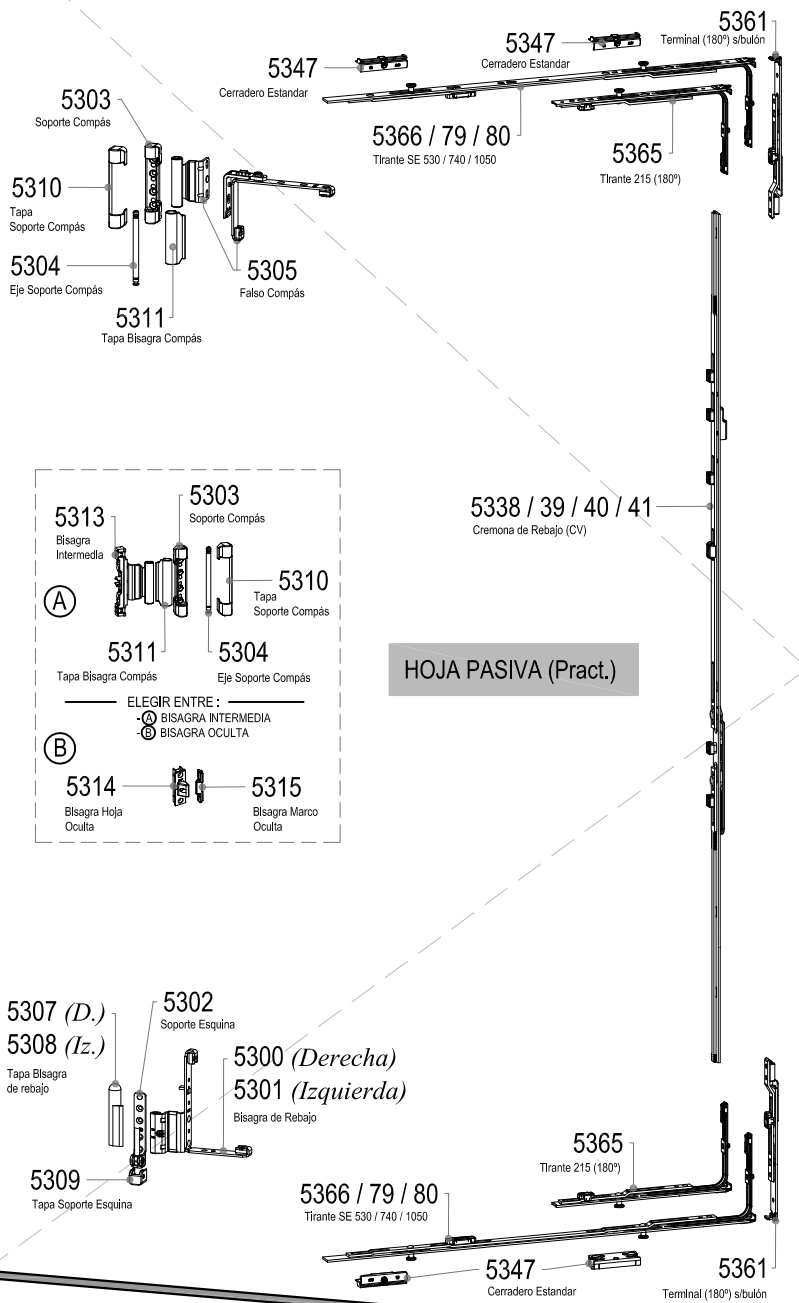 5361
Terminal (180º) s/bulón
5347
Cerradero Estandar
5347
Cerradero Estandar
5303
Soporte Compás
5366 / 79 / 80
Tirante SE 530 / 740 / 1050
5365
Tirante 215 (180º)
5310
Tapa
Soporte Compás
5304
Eje Soporte Compás
5305
Falso Compás
5311
Tapa Bisagra Compás
5303
Soporte Compás
5313
Bisagra
Intermedia
5338 / 39 / 40 / 41
Cremona de Rebajo (CV)
A
5310
Tapa
Soporte Compás
5311
Tapa Bisagra Compás
5304
Eje Soporte Compás
HOJA PASIVA (Pract.)
ELEGIR ENTRE :
- A BISAGRA INTERMEDIA
- B BISAGRA OCULTA
B
5314
Bisagra Hoja
Oculta
5315
Bisagra Marco
Oculta
5307 (D.)
5308 (Iz.)
Tapa Bisagra
de rebajo
5302
Soporte Esquina
5300 (Derecha)
5301 (Izquierda)
Bisagra de Rebajo
5309
Tapa Soporte Esquina
5365
Tirante 215 (180º)
5366 / 79 / 80
Tirante SE 530 / 740 / 1050
5347
Cerradero Estandar
5361
Terminal (180º) s/bulón